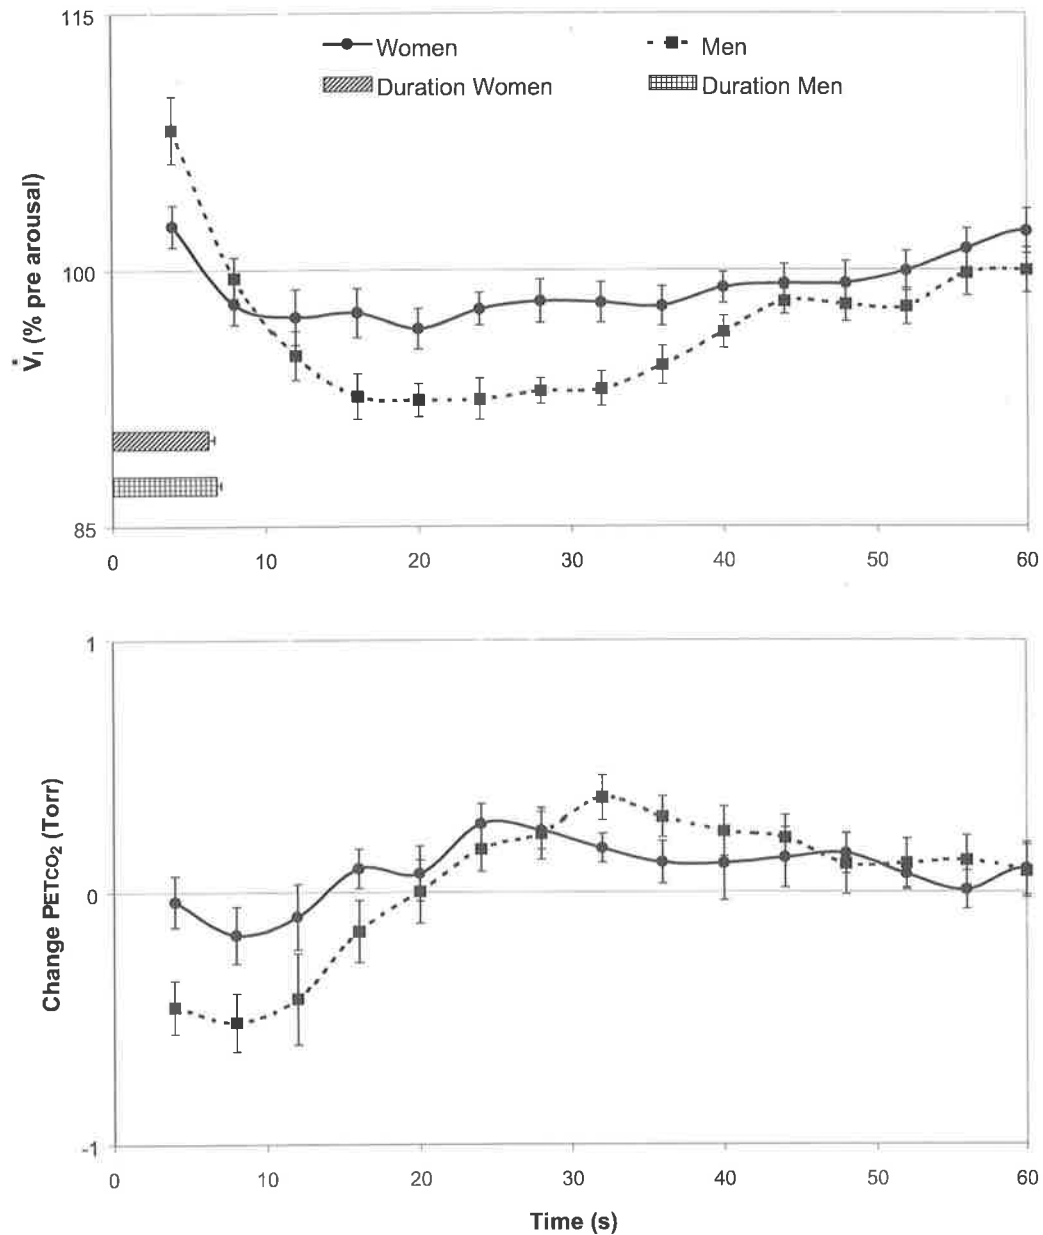 115
Women
Men
Duration Women
Duration Men
V̇I (% pre arousal)
100
85
0 10 20 30 40 50 60
1
Change PETCO₂ (Torr)
0
-1
0 10 20 30 40 50 60
Time (s)